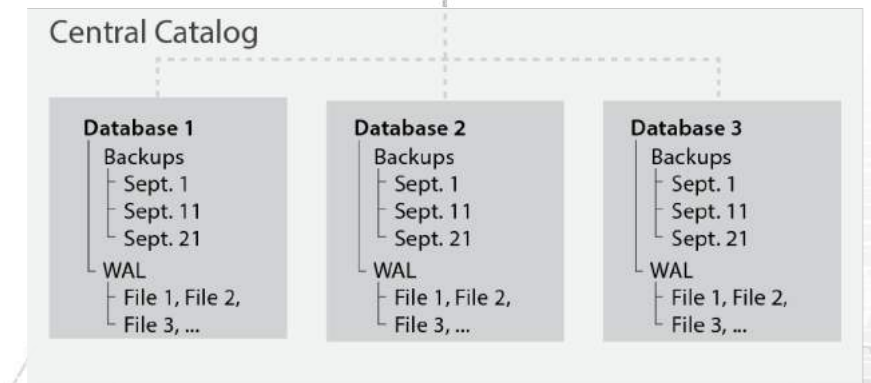 Central Catalog
Database 1
Backups
Sept. 1
Sept. 11
Sept. 21
WAL
File 1, File 2,
File 3, ...
Database 2
Backups
Sept. 1
Sept. 11
Sept. 21
WAL
File 1, File 2,
File 3, ...
Database 3
Backups
Sept. 1
Sept. 11
Sept. 21
WAL
File 1, File 2,
File 3, ...